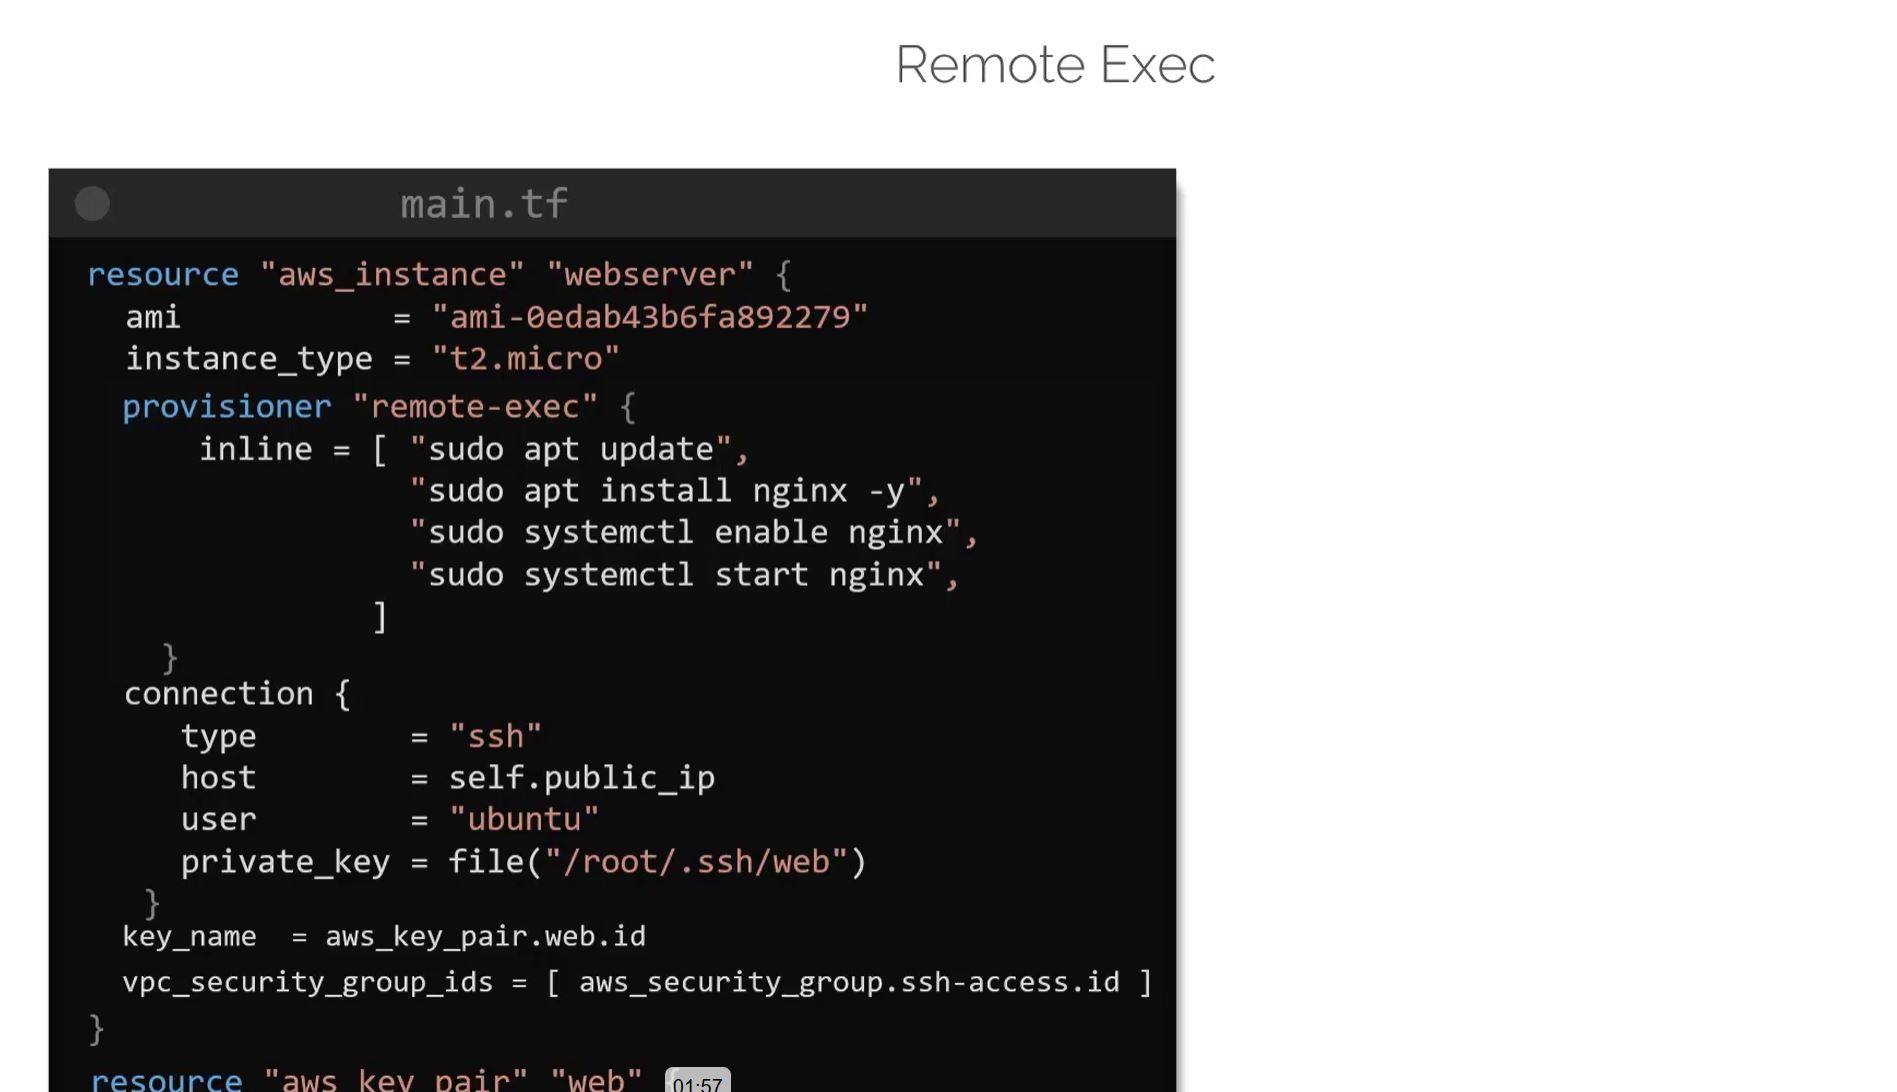 Remote Exec
main.tf
resource "aws_instance" "webserver" {
ami = "ami-0edab43b6fa892279"
instance_type = "t2.micro"
provisioner "remote-exec" {
inline = [ "sudo apt update",
"sudo apt install nginx -y",
"sudo systemctl enable nginx",
"sudo systemctl start nginx",
]
}
connection {
type = "ssh"
host = self.public_ip
user = "ubuntu"
private_key = file("/root/.ssh/web")
}
key_name = aws_key_pair.web.id
vpc_security_group_ids = [ aws_security_group.ssh-access.id ]
}
resource "aws_key_pair" "web" {
01:57